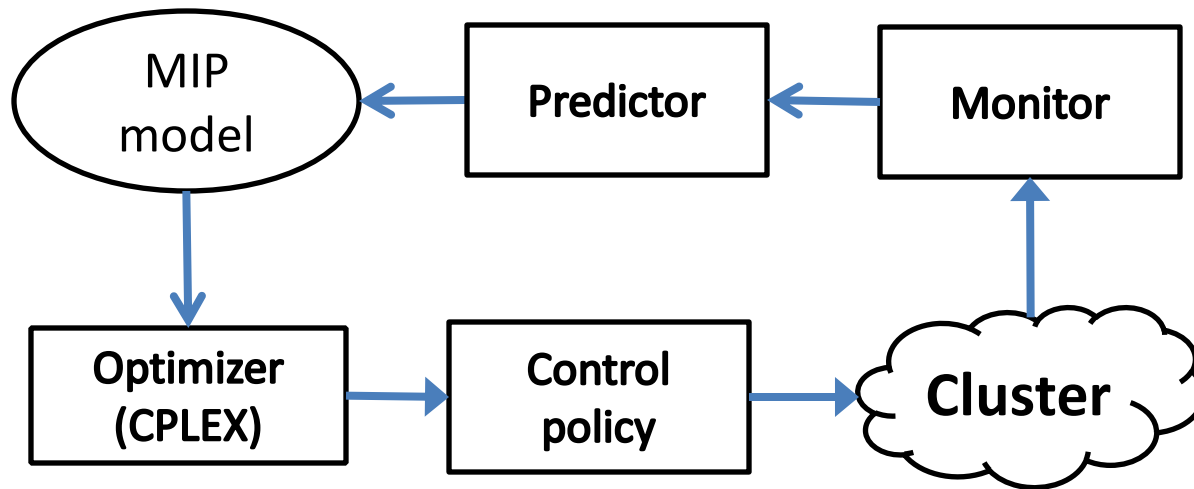 MIP
model
Predictor
Monitor
Optimizer
(CPLEX)
Control
policy
Cluster